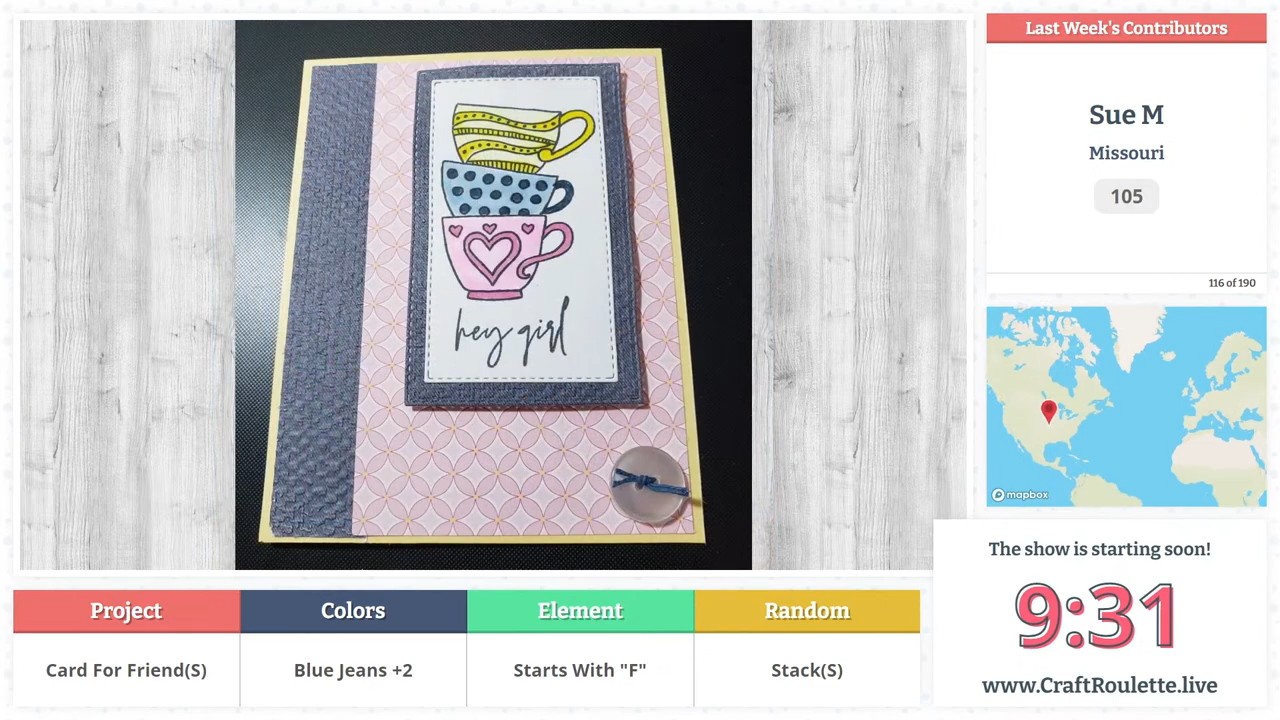 Last Week's Contributors
Sue M
Missouri
105
116 of 190
mapbox
hey girl
The show is starting soon!
9:31
www.CraftRoulette.live
Project
Colors
Element
Random
Card For Friend(S)
Blue Jeans +2
Starts With "F"
Stack(S)